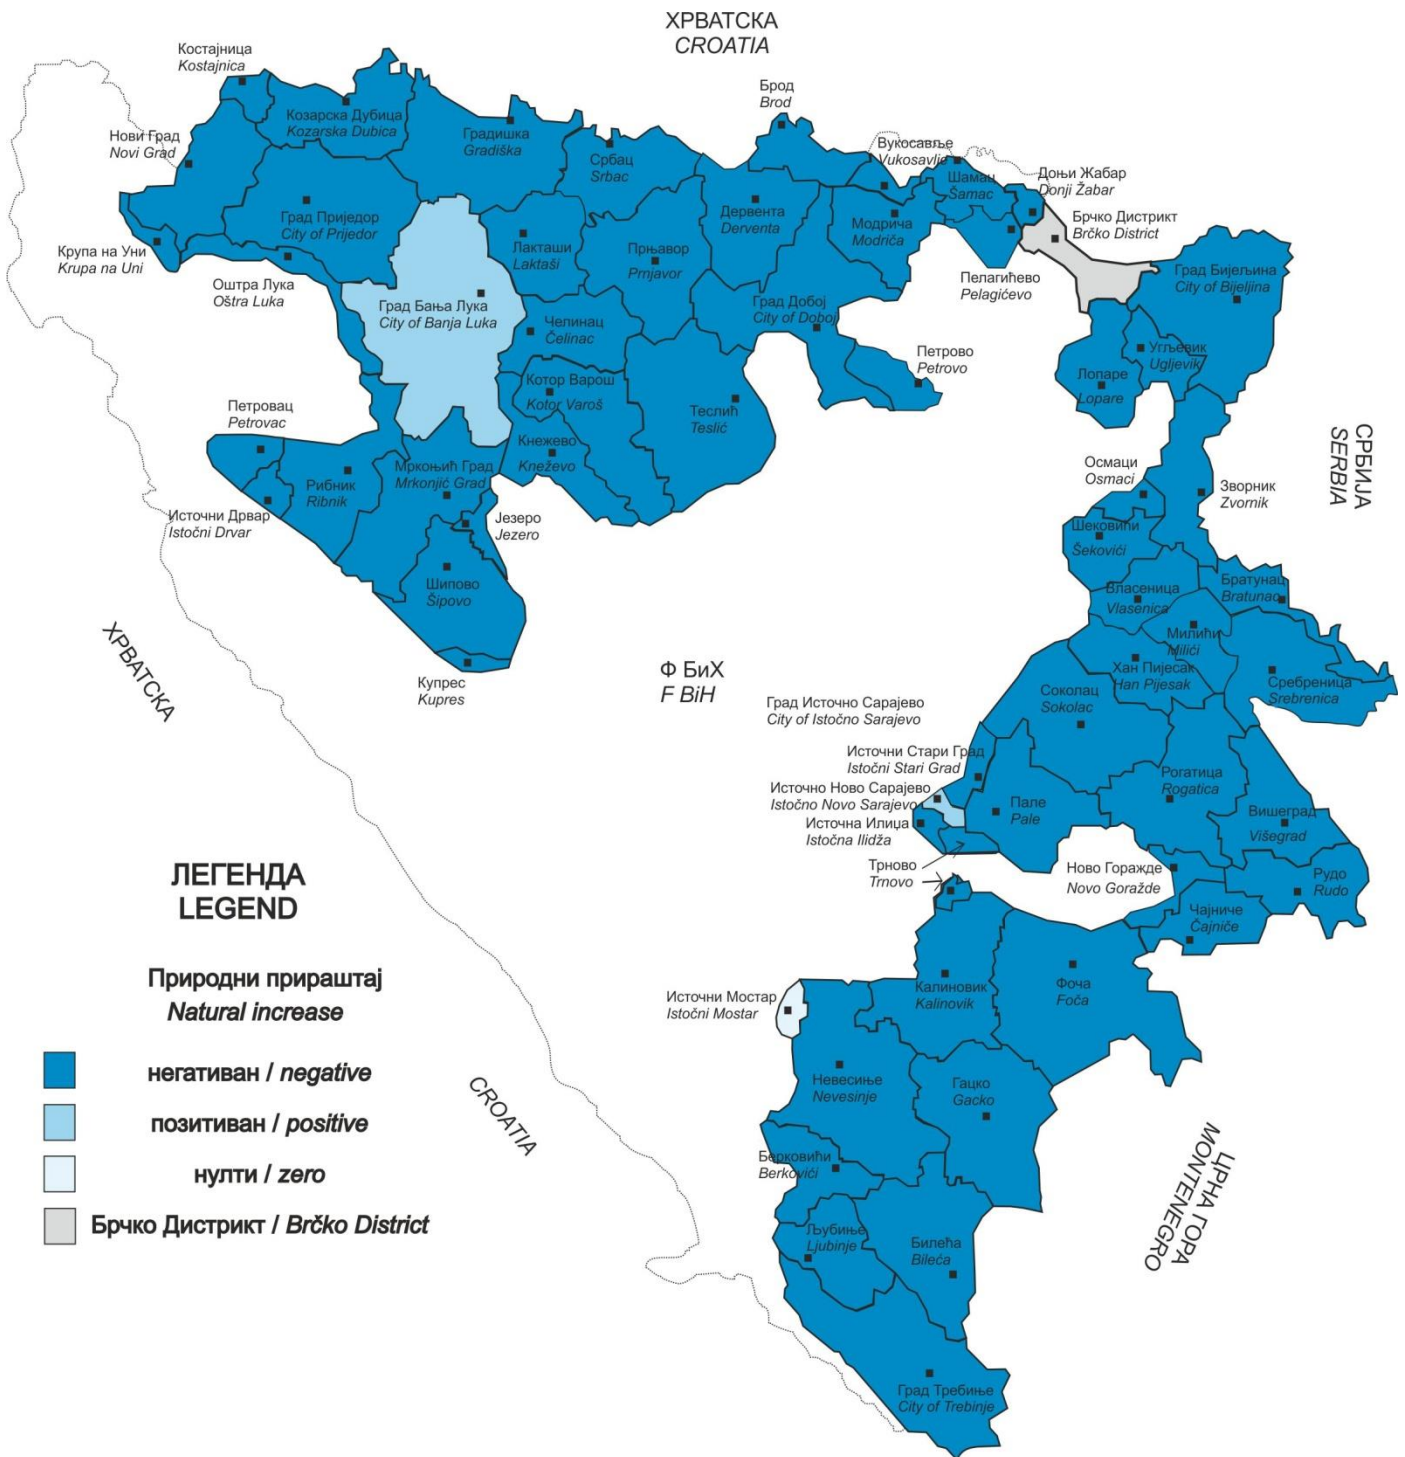 ХРВАТСКА
CROATIA
Костајница
Kostajnica
Козарска Дубица
Kozarska Dubica
Градишка
Gradiška
Брод
Brod
Нови Град
Novi Grad
Србац
Srbac
Вукосавље
Vukosavlje
Шамац
Šamac
Доњи Жабар
Donji Žabar
Град Приједор
City of Prijedor
Дервента
Derventa
Модрича
Modriča
Брчко Дистрикт
Brčko District
Крупа на Уни
Krupa na Uni
Лакташи
Laktaši
Прњавор
Prnjavor
Пелагићево
Pelagićevo
Град Бијељина
City of Bijeljina
Оштра Лука
Oštra Luka
Град Бања Лука
City of Banja Luka
Град Добој
City of Doboj
Челинац
Čelinac
Угљевик
Ugljevik
Петрово
Petrovo
Лопаре
Lopare
Котор Варош
Kotor Varoš
Теслић
Teslić
Петровац
Petrovac
Кнежево
Kneževo
СРБИЈА
SERBIA
Мркоњић Град
Mrkonjić Grad
Рибник
Ribnik
Осмаци
Osmaci
Зворник
Zvornik
Источни Дрвар
Istočni Drvar
Језеро
Jezero
Шековићи
Šekovići
Шипово
Šipovo
Власеница
Vlasenica
Братунац
Bratunac
Милићи
Milići
ХРВАТСКА
Купрес
Kupres
Ф БиХ
F BiH
Хан Пијесак
Han Pijesak
Сребреница
Srebrenica
Соколац
Sokolac
Град Источно Сарајево
City of Istočno Sarajevo
Источни Стари Град
Istočni Stari Grad
Источно Ново Сарајево
Istočno Novo Sarajevo
Рогатица
Rogatica
Пале
Pale
Источна Илиџа
Istočna Ilidža
Вишеград
Višegrad
Трново
Trnovo
Ново Горажде
Novo Goražde
Рудо
Rudo
Чајниче
Čajniče
ЛЕГЕНДА
LEGEND
Природни прираштај
Natural increase
негативан / negative
позитиван / positive
нулти / zero
Брчко Дистрикт / Brčko District
Калиновик
Kalinovik
Фоча
Foča
Источни Мостар
Istočni Mostar
Невесиње
Nevesinje
Гацко
Gacko
CROATIA
Берковићи
Berkovići
ЦРНА ГОРА
MONTENEGRO
Љубиње
Ljubinje
Билећа
Bileća
Град Требиње
City of Trebinje